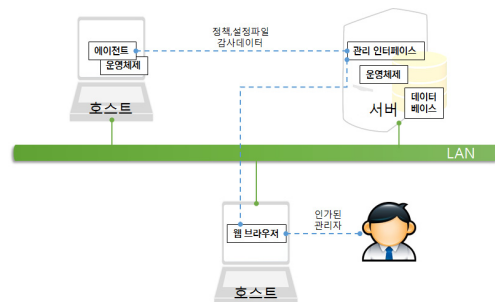 정책,설정파일
감사데이터
에이전트
운영체제
호스트
관리 인터페이스
운영체제
데이터
베이스
서버
LAN
웹 브라우저
인가된
관리자
호스트